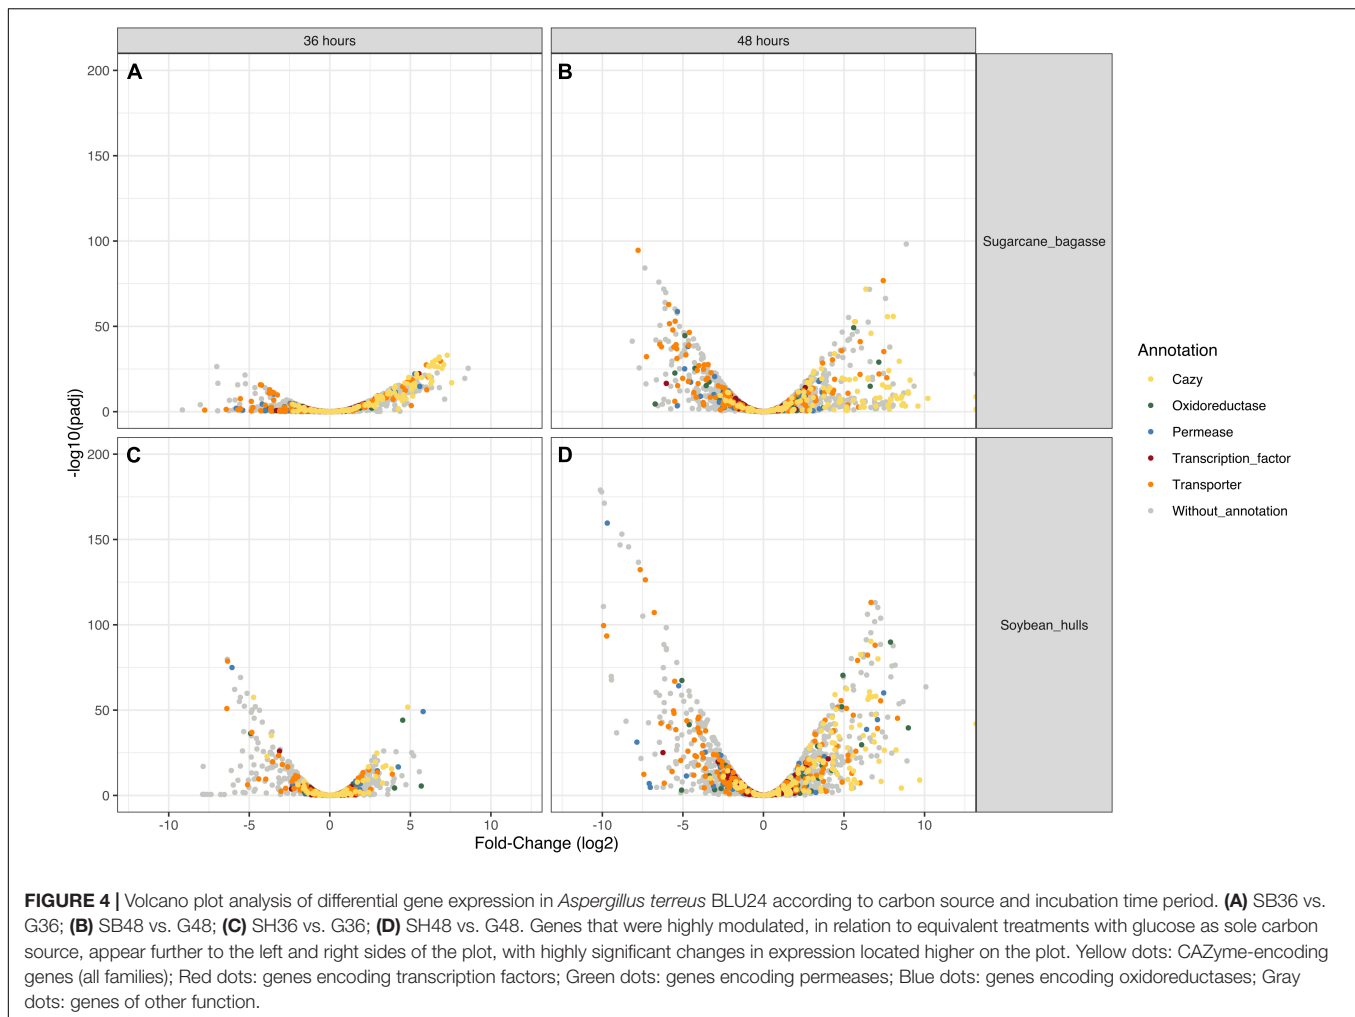 36 hours
48 hours
A
B
200
150
100
50
0
Sugarcane_bagasse
C
D
200
150
100
50
0
Soybean_hulls
-log10(padj)
-10 -5 0 5 10
-10 -5 0 5 10
Fold-Change (log2)
Annotation
Cazy
Oxidoreductase
Permease
Transcription_factor
Transporter
Without_annotation
FIGURE 4 | Volcano plot analysis of differential gene expression in Aspergillus terreus BLU24 according to carbon source and incubation time period. (A) SB36 vs.
G36; (B) SB48 vs. G48; (C) SH36 vs. G36; (D) SH48 vs. G48. Genes that were highly modulated, in relation to equivalent treatments with glucose as sole carbon
source, appear further to the left and right sides of the plot, with highly significant changes in expression located higher on the plot. Yellow dots: CAZyme-encoding
genes (all families); Red dots: genes encoding transcription factors; Green dots: genes encoding permeases; Blue dots: genes encoding oxidoreductases; Gray
dots: genes of other function.